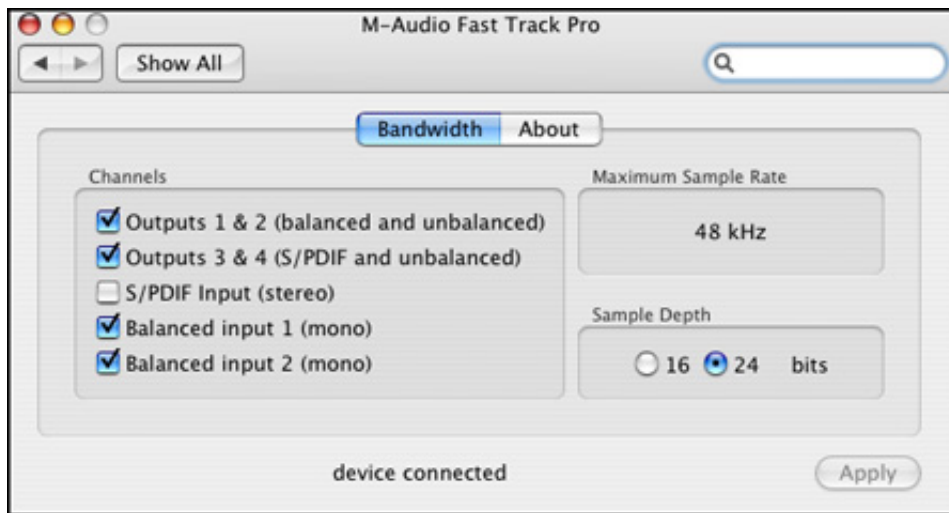 M-Audio Fast Track Pro
Show All
Bandwidth
About
Channels
Outputs 1 & 2 (balanced and unbalanced)
Outputs 3 & 4 (S/PDIF and unbalanced)
S/PDIF Input (stereo)
Balanced input 1 (mono)
Balanced input 2 (mono)
Maximum Sample Rate
48 kHz
Sample Depth
16 24 bits
device connected
Apply